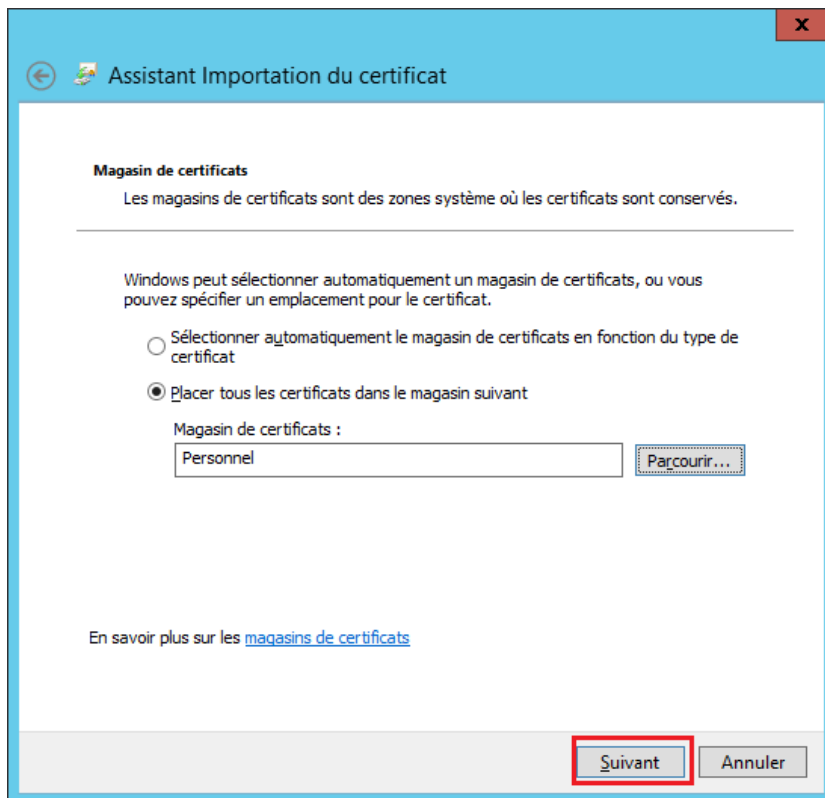 x
Assistant Importation du certificat
Magasin de certificats
Les magasins de certificats sont des zones système où les certificats sont conservés.
Windows peut sélectionner automatiquement un magasin de certificats, ou vous
pouvez spécifier un emplacement pour le certificat.
Sélectionner automatiquement le magasin de certificats en fonction du type de
certificat
Placer tous les certificats dans le magasin suivant
Magasin de certificats :
Personnel Parcourir...
En savoir plus sur les magasins de certificats
Suivant Annuler